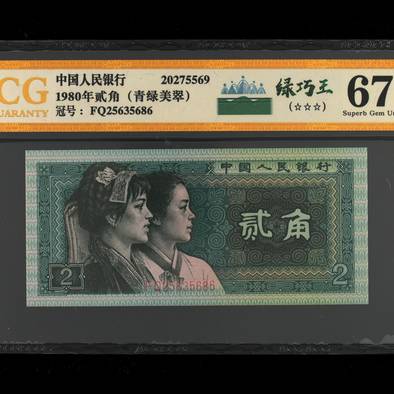 CG
UARANTY
中国人民银行 20275569
1980年贰角（青绿美翠）
冠号： FQ25635686
绿巧王
(☆☆☆)
67
Superb Gem Un
中国人民银行
贰角
FQ25635686
2
2